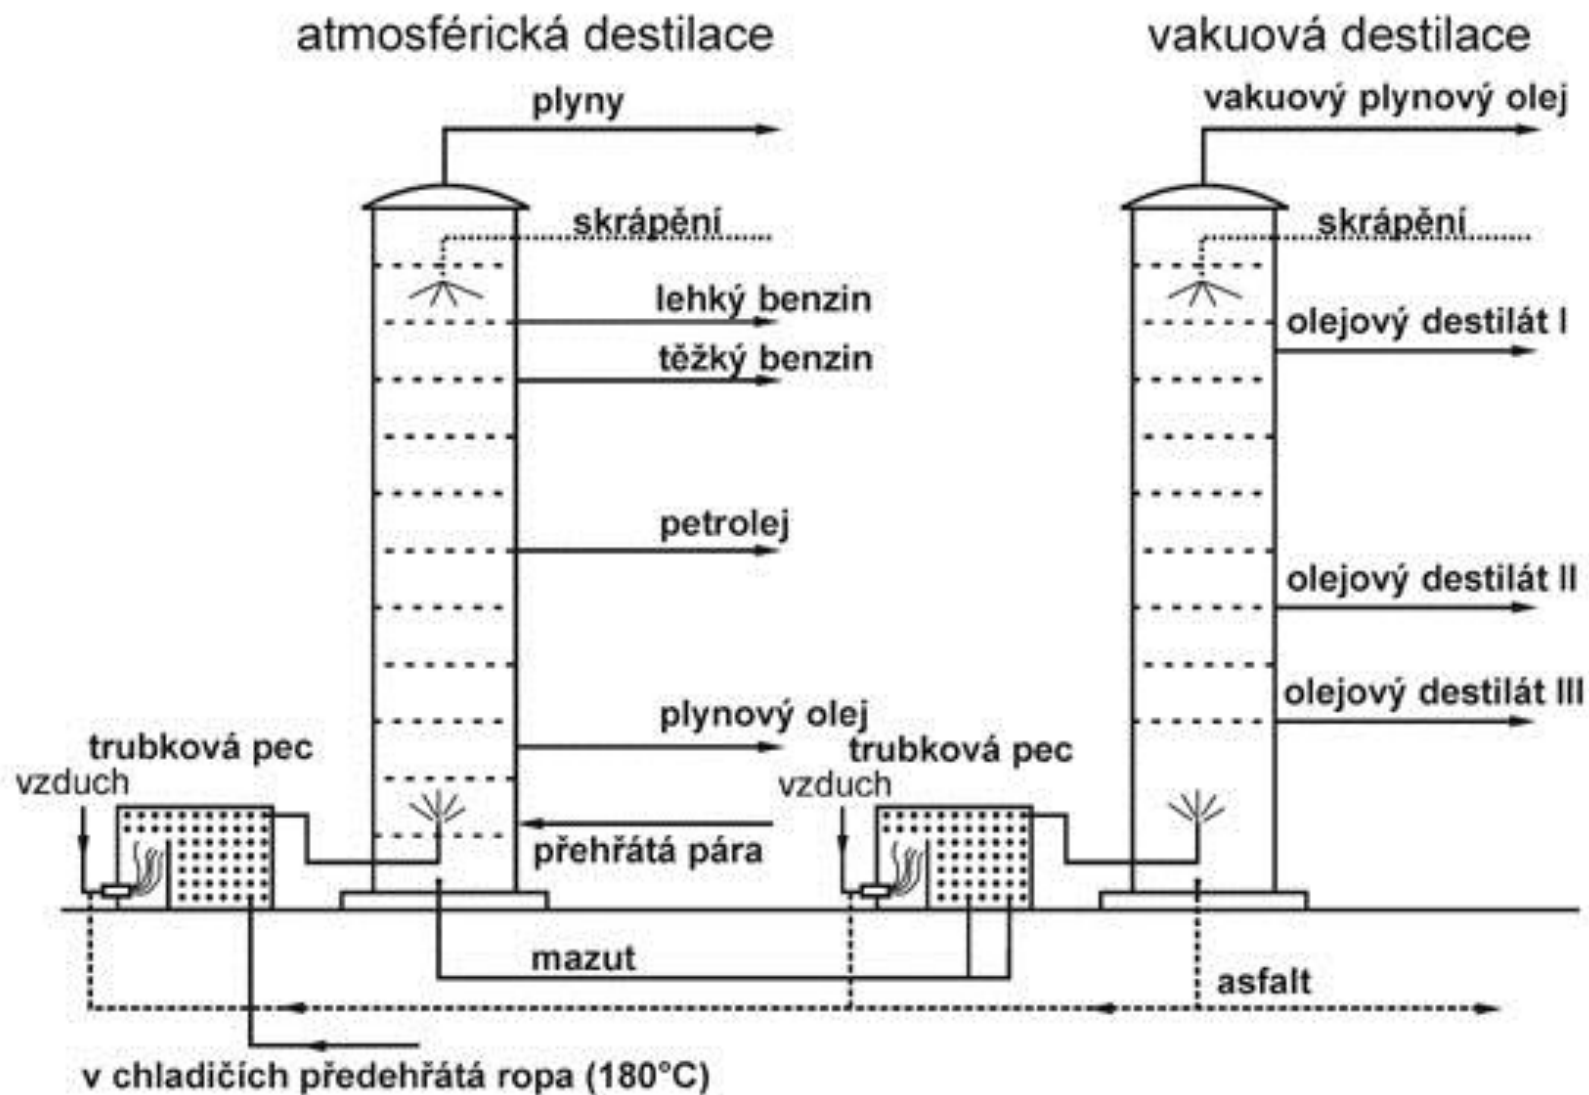 atmosférická destilace
vakuová destilace
plyny
vakuový plynový olej
skrápění
skrápění
lehký benzin
olejový destilát I
těžký benzin
petrolej
olejový destilát II
olejový destilát III
plynový olej
trubková pec
trubková pec
vzduch
vzduch
přehřátá pára
mazut
asfalt
v chladičích předehřátá ropa (180°C)